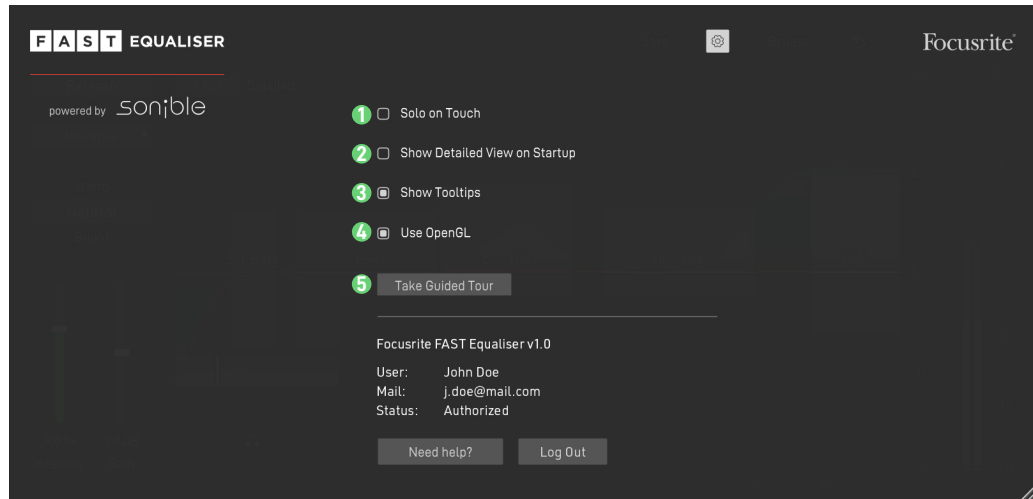 FAST EQUALISER
Focusrite®
powered by sonible
1 Solo on Touch
2 Show Detailed View on Startup
3 Show Tooltips
4 Use OpenGL
5 Take Guided Tour
Focusrite FAST Equaliser v1.0
User: John Doe
Mail: j.doe@mail.com
Status: Authorized
Need help? Log Out